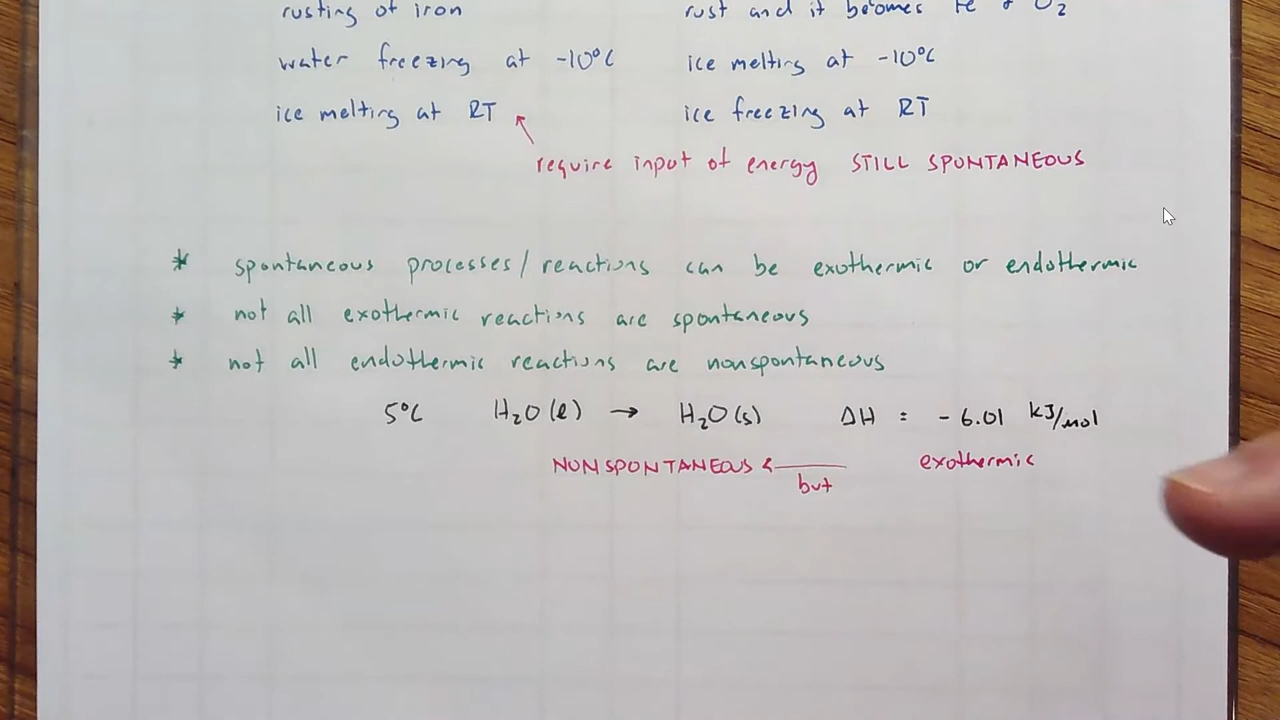 rusting of iron rust and it becomes Fe & O2
water freezing at -10°C ice melting at -10°C
ice melting at RT ice freezing at RT
require input of energy STILL SPONTANEOUS
* spontaneous processes/reactions can be exothermic or endothermic
* not all exothermic reactions are spontaneous
* not all endothermic reactions are nonspontaneous
5°C H₂O(l) → H₂O(s) ΔH = -6.01 kJ/mol
NONSPONTANEOUS ← exothermic
but